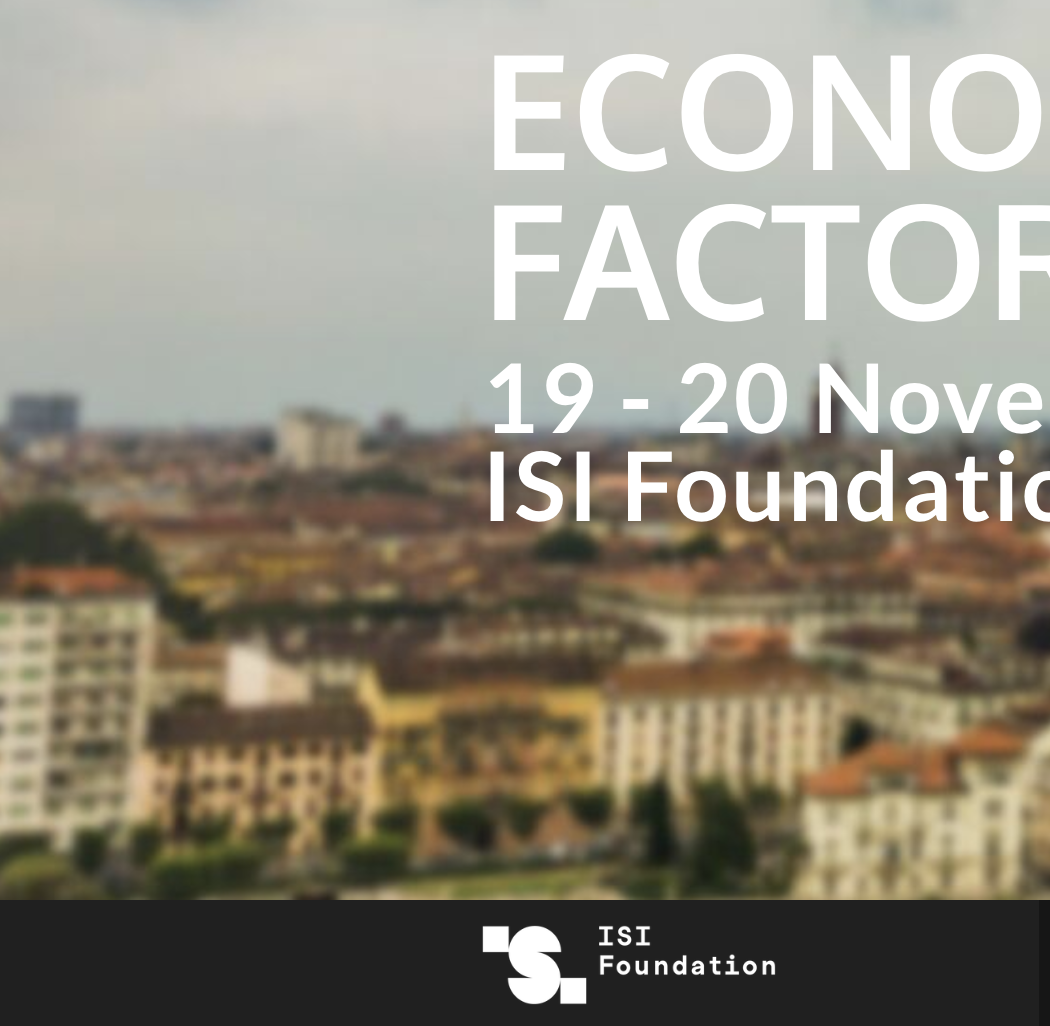 ECONO
FACTOR
19 - 20 Nove
ISI Foundatio
ISI
Foundation